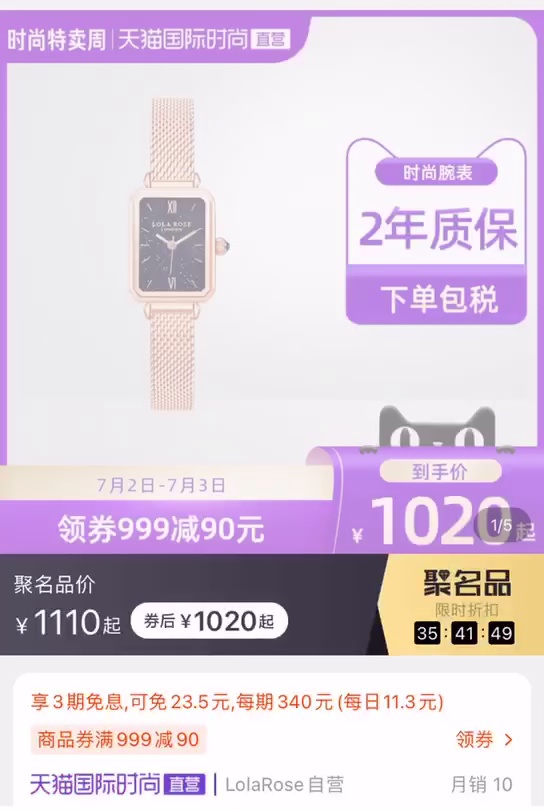 时尚特卖周 | 天猫国际时尚 直营
时尚腕表
LOLA ROSE
2年质保
下单包税
7月2日-7月3日
到手价
领券999减90元
¥1020起
1/5
聚名品价
聚名品
¥1110起 券后¥1020起
限时折扣
35:41:49
享3期免息,可免23.5元,每期340元(每日11.3元)
商品券满999减90 领券 >
天猫国际时尚 直营 | LolaRose自营 月销 10